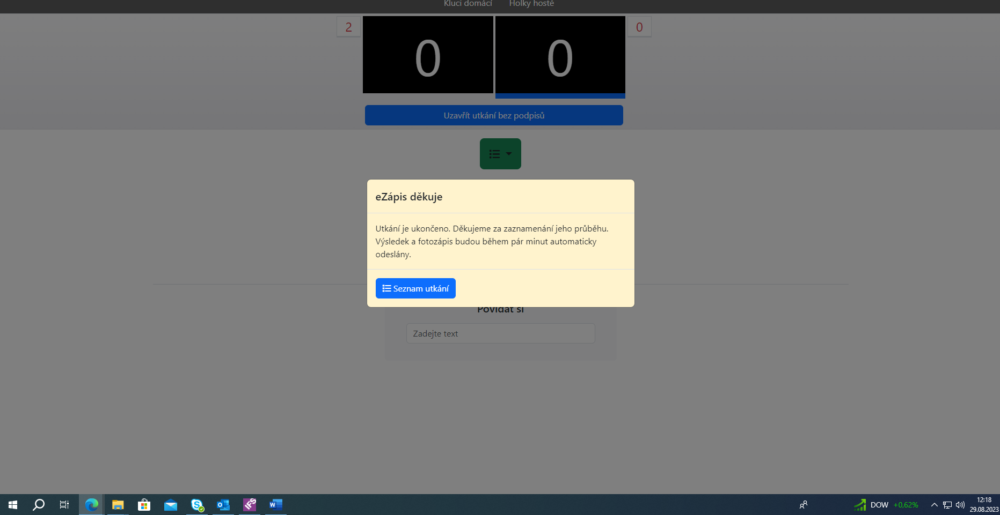 Kluci domácí Holky hosté
2 0 0 0
Uzavřít utkání bez podpisů
eZápis děkuje
Utkání je ukončeno. Děkujeme za zaznamenání jeho průběhu.
Výsledek a fotozápis budou během pár minut automaticky
odeslány.
Seznam utkání
Povídat si
Zadejte text
DOW +0,62%
12:18
29.08.2023